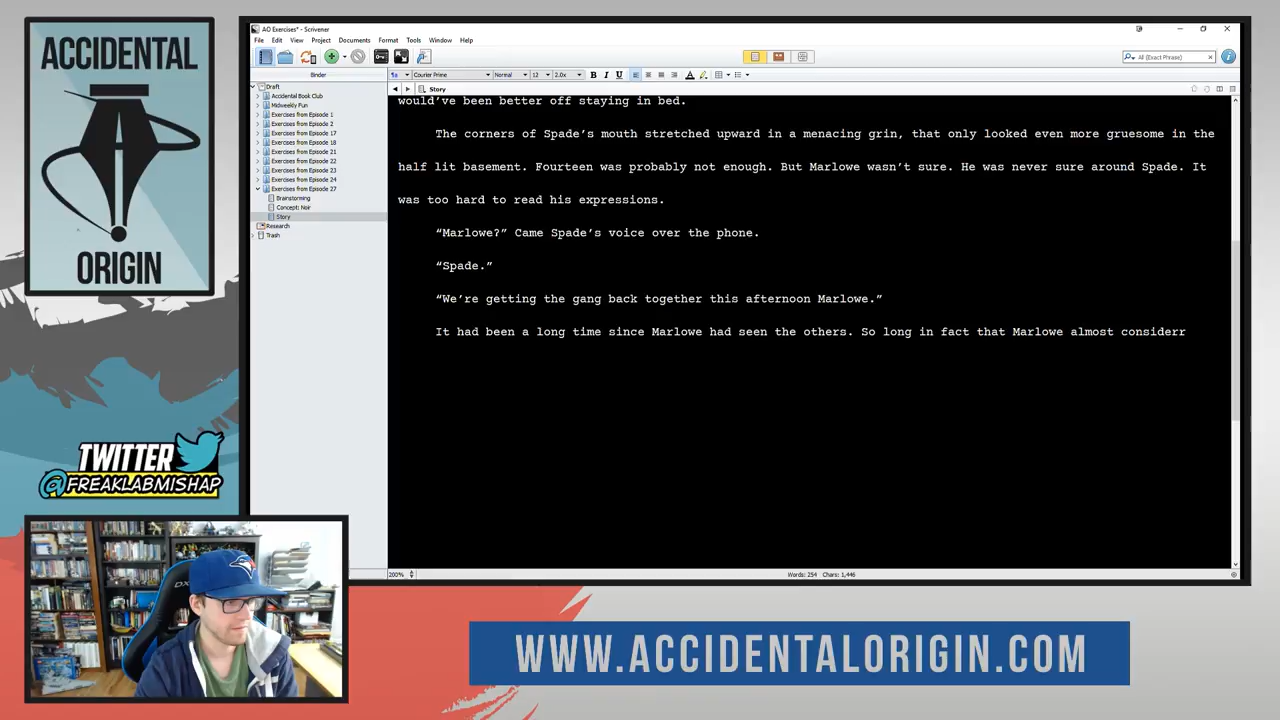 ACCIDENTAL
ORIGIN
TWITTER
@FREAKLABMISHAP
AO Exercises* - Scrivener
File Edit View Project Documents Format Tools Window Help
All (Exact Phrase)
Binder
Courier Prime Normal 12 2.0x B I U
Story
Draft
Accidental Book Club
Midweekly Fun
Exercises from Episode 1
Exercises from Episode 2
Exercises from Episode 17
Exercises from Episode 18
Exercises from Episode 21
Exercises from Episode 22
Exercises from Episode 23
Exercises from Episode 24
Exercises from Episode 27
Brainstorming
Concept: Noir
Story
Research
Trash
would’ve been better off staying in bed.
The corners of Spade’s mouth stretched upward in a menacing grin, that only looked even more gruesome in the
half lit basement. Fourteen was probably not enough. But Marlowe wasn’t sure. He was never sure around Spade. It
was too hard to read his expressions.
“Marlowe?” Came Spade’s voice over the phone.
“Spade.”
“We’re getting the gang back together this afternoon Marlowe.”
It had been a long time since Marlowe had seen the others. So long in fact that Marlowe almost considerr
200%
Words: 254 Chars: 1,446
WWW.ACCIDENTALORIGIN.COM